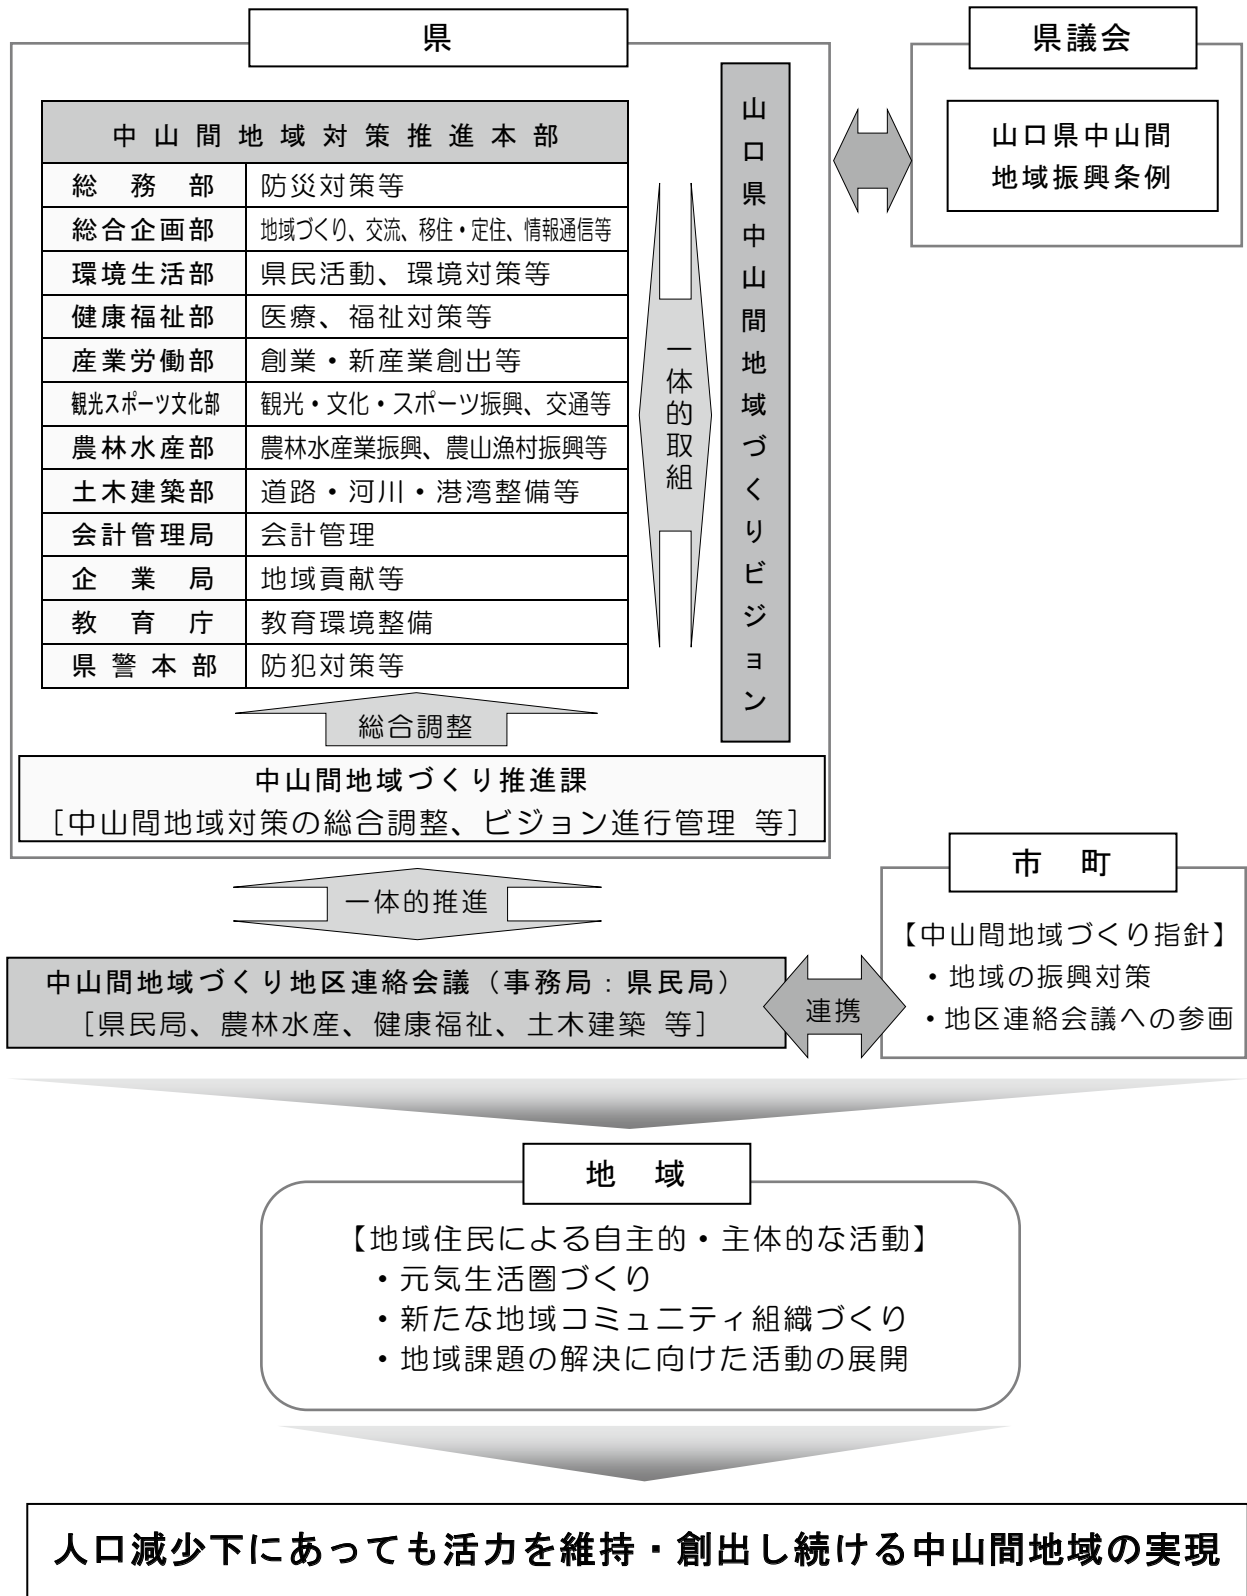 県
中山間地域対策推進本部
総務部 防災対策等
総合企画部 地域づくり、交流、移住・定住、情報通信等
環境生活部 県民活動、環境対策等
健康福祉部 医療、福祉対策等
産業労働部 創業・新産業創出等
観光スポーツ文化部 観光・文化・スポーツ振興、交通等
農林水産部 農林水産業振興、農山漁村振興等
土木建築部 道路・河川・港湾整備等
会計管理局 会計管理
企業局 地域貢献等
教育庁 教育環境整備
県警本部 防犯対策等
一体的取組
山口県中山間地域づくりビジョン
総合調整
中山間地域づくり推進課
[中山間地域対策の総合調整、ビジョン進行管理 等]
県議会
山口県中山間
地域振興条例
一体的推進
中山間地域づくり地区連絡会議（事務局：県民局）
[県民局、農林水産、健康福祉、土木建築 等]
連携
市 町
【中山間地域づくり指針】
・地域の振興対策
・地区連絡会議への参画
地 域
【地域住民による自主的・主体的な活動】
・元気生活圏づくり
・新たな地域コミュニティ組織づくり
・地域課題の解決に向けた活動の展開
人口減少下にあっても活力を維持・創出し続ける中山間地域の実現